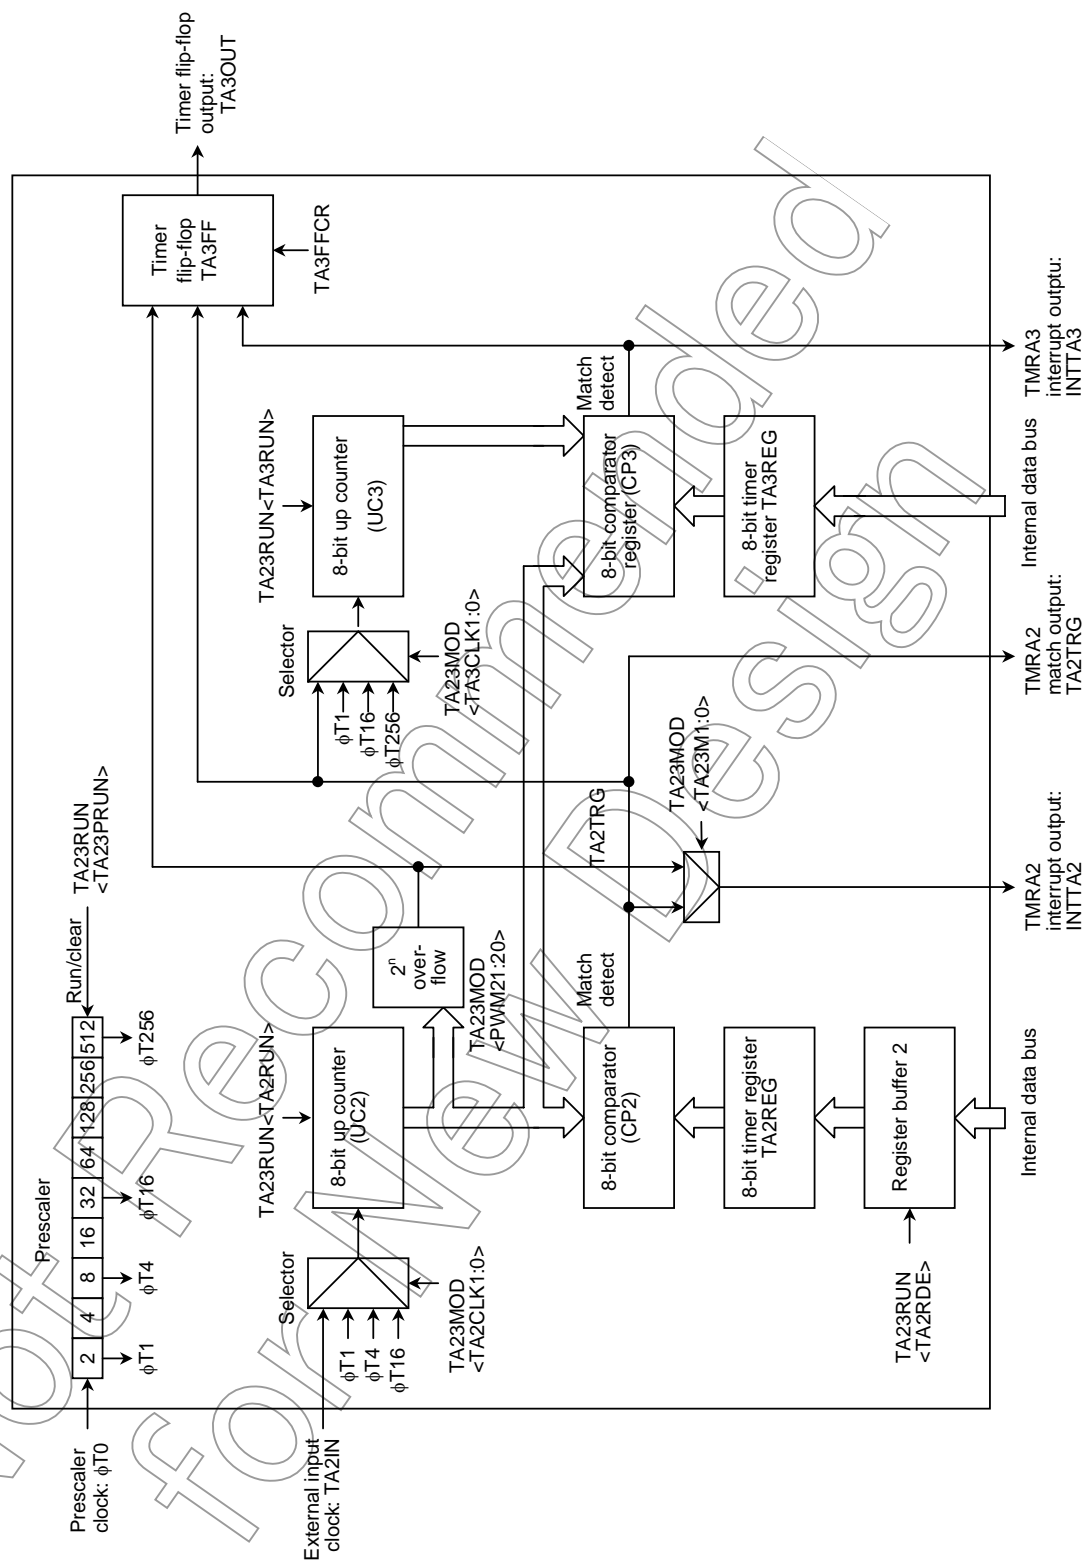 Prescaler
clock: ϕT0
Prescaler
2 4 8 16 32 64 128 256 512
Run/clear
TA23RUN
<TA23PRUN>
ϕT1
ϕT4
ϕT16
ϕT256
External input
clock: TA2IN
Selector
ϕT1
ϕT4
ϕT16
TA23MOD
<TA2CLK1:0>
TA23RUN<TA2RUN>
8-bit up counter
(UC2)
2n
over-
flow
TA23MOD
<PWM21:20>
Selector
ϕT1
ϕT16
ϕT256
TA23MOD
<TA3CLK1:0>
TA23RUN<TA3RUN>
8-bit up counter
(UC3)
Timer
flip-flop
TA3FF
TA3FFCR
Timer flip-flop
output:
TA3OUT
8-bit comparator
(CP2)
Match
detect
TA2TRG
TA23MOD
<TA23M1:0>
8-bit comparator
register (CP3)
Match
detect
8-bit timer register
TA2REG
8-bit timer
register TA3REG
Register buffer 2
TA23RUN
<TA2RDE>
Internal data bus
TMRA2
interrupt output:
INTTA2
TMRA2
match output:
TA2TRG
Internal data bus
TMRA3
interrupt outptu:
INTTA3
Not Recommended
for New Design